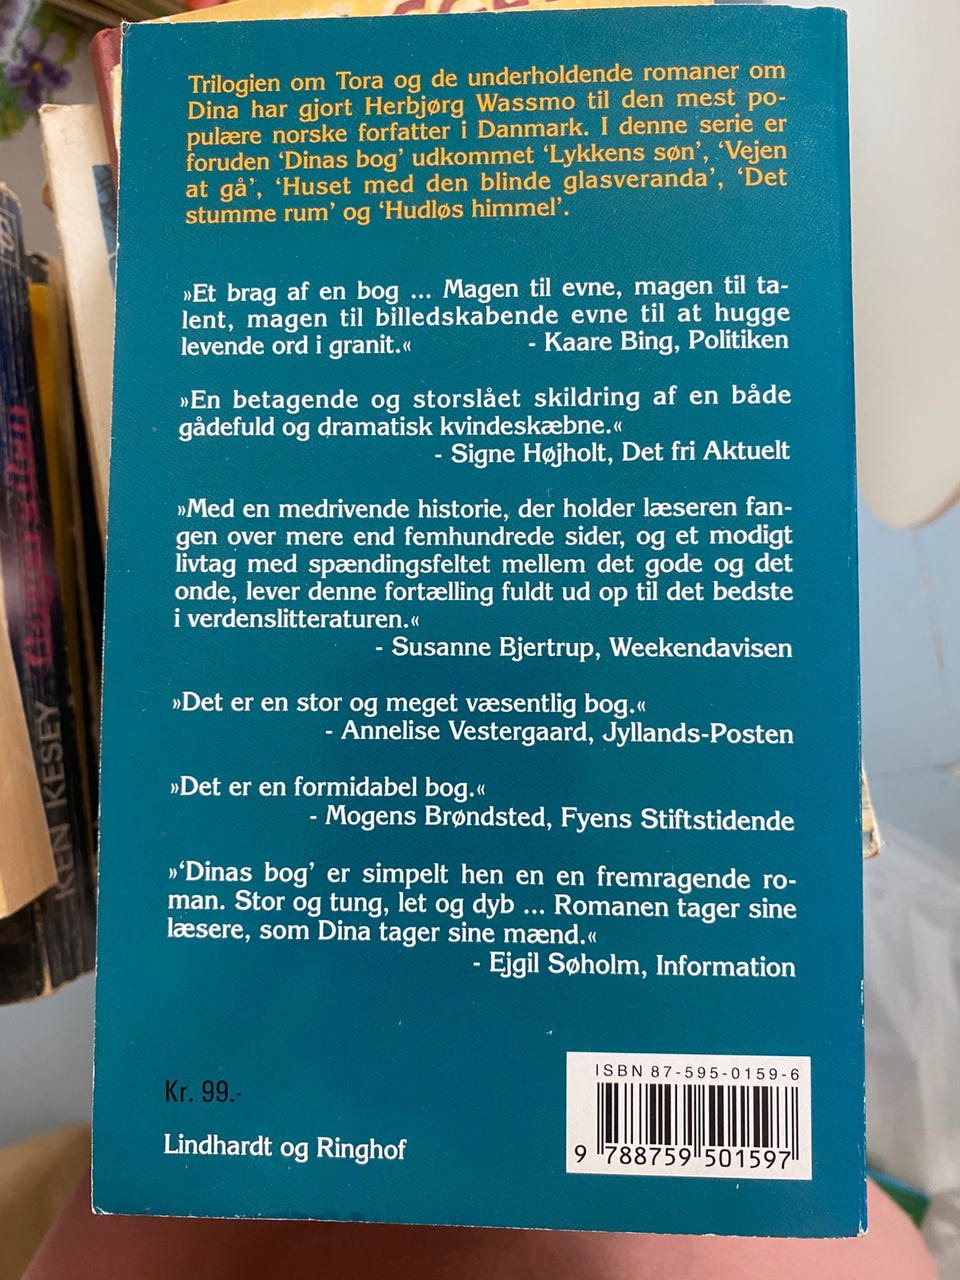 Trilogien om Tora og de underholdende romaner om
Dina har gjort Herbjørg Wassmo til den mest po-
pulære norske forfatter i Danmark. I denne serie er
foruden ‘Dinas bog’ udkommet ‘Lykkens søn’, ‘Vejen
at gå’, ‘Huset med den blinde glasveranda’, ‘Det
stumme rum’ og ‘Hudløs himmel’.
»Et brag af en bog ... Magen til evne, magen til ta-
lent, magen til billedskabende evne til at hugge
levende ord i granit.« - Kaare Bing, Politiken
»En betagende og storslået skildring af en både
gådefuld og dramatisk kvindeskæbne.«
- Signe Højholt, Det fri Aktuelt
»Med en medrivende historie, der holder læseren fan-
gen over mere end femhundrede sider, og et modigt
livtag med spændingsfeltet mellem det gode og det
onde, lever denne fortælling fuldt ud op til det bedste
i verdenslitteraturen.«
- Susanne Bjertrup, Weekendavisen
»Det er en stor og meget væsentlig bog.«
- Annelise Vestergaard, Jyllands-Posten
»Det er en formidabel bog.«
- Mogens Brøndsted, Fyens Stiftstidende
»‘Dinas bog’ er simpelt hen en en fremragende ro-
man. Stor og tung, let og dyb ... Romanen tager sine
læsere, som Dina tager sine mænd.«
- Ejgil Søholm, Information
Kr. 99.-
Lindhardt og Ringhof
ISBN 87-595-0159-6
9 788759 501597
KEN KESEY